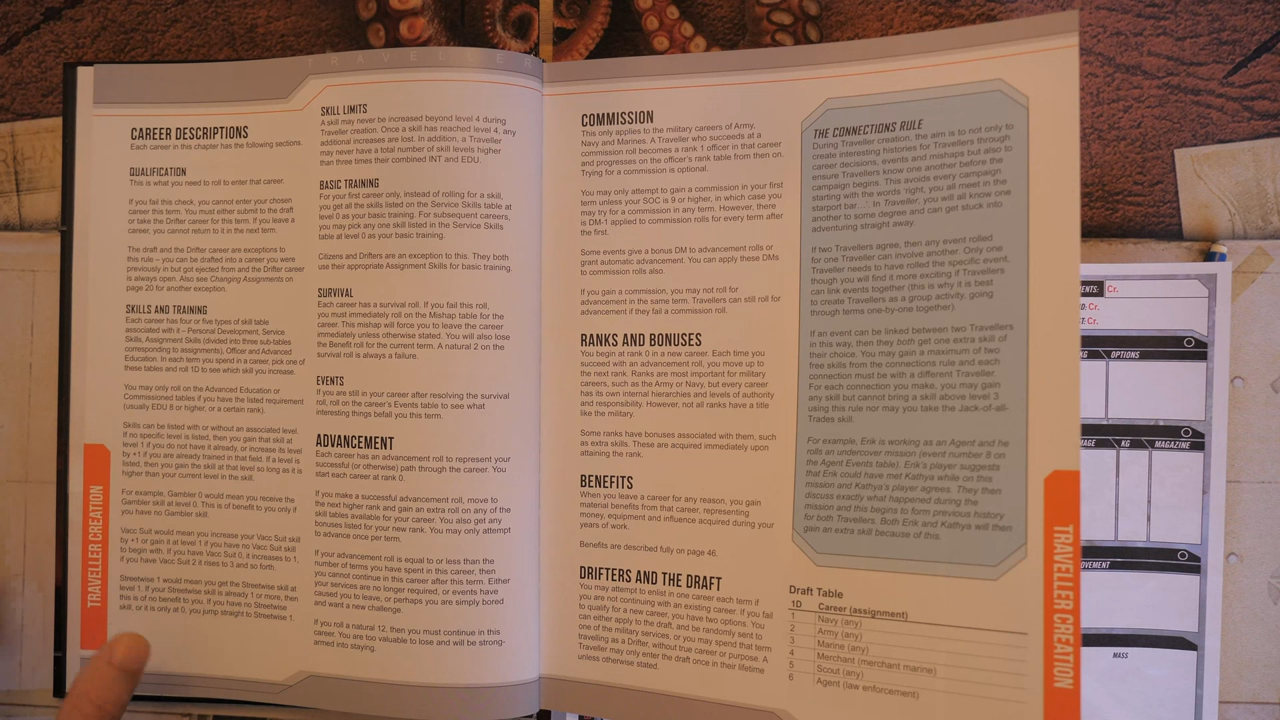 TRAVELLER
CAREER DESCRIPTIONS
Each career in this chapter has the following sections.
QUALIFICATION
This is what you need to roll to enter that career.
If you fail this check, you cannot enter your chosen
career this term. You must either submit to the draft
or take the Drifter career for this term. If you leave a
career, you cannot return to it in the next term.
The draft and the Drifter career are exceptions to
this rule – you can be drafted into a career you were
previously in but got ejected from and the Drifter career
is always open. Also see Changing Assignments on
page 20 for another exception.
SKILLS AND TRAINING
Each career has four or five types of skill table
associated with it – Personal Development, Service
Skills, Assignment Skills (divided into three sub-tables
corresponding to assignments), Officer and Advanced
Education. In each term you spend in a career, pick one of
these tables and roll 1D to see which skill you increase.
You may only roll on the Advanced Education or
Commissioned tables if you have the listed requirement
(usually EDU 8 or higher, or a certain rank).
Skills can be listed with or without an associated level.
If no specific level is listed, then you gain that skill at
level 1 if you do not have it already, or increase its level
by +1 if you are already trained in that field. If a level is
listed, then you gain the skill at that level so long as it is
higher than your current level in the skill.
For example, Gambler 0 would mean you receive the
Gambler skill at level 0. This is of benefit to you only if
you have no Gambler skill.
Vacc Suit would mean you increase your Vacc Suit skill
by +1 or gain it at level 1 if you have no Vacc Suit skill
to begin with. If you have Vacc Suit 0, it increases to 1,
if you have Vacc Suit 2 it rises to 3 and so forth.
Streetwise 1 would mean you get the Streetwise skill at
level 1. If your Streetwise skill is already 1 or more, then
this is of no benefit to you. If you have no Streetwise
skill, or it is only at 0, you jump straight to Streetwise 1.
TRAVELLER CREATION
SKILL LIMITS
A skill may never be increased beyond level 4 during
Traveller creation. Once a skill has reached level 4, any
additional increases are lost. In addition, a Traveller
may never have a total number of skill levels higher
than three times their combined INT and EDU.
BASIC TRAINING
For your first career only, instead of rolling for a skill,
you get all the skills listed on the Service Skills table at
level 0 as your basic training. For subsequent careers,
you may pick any one skill listed in the Service Skills
table at level 0 as your basic training.
Citizens and Drifters are an exception to this. They both
use their appropriate Assignment Skills for basic training.
SURVIVAL
Each career has a survival roll. If you fail this roll,
you must immediately roll on the Mishap table for the
career. This mishap will force you to leave the career
immediately unless otherwise stated. You will also lose
the Benefit roll for the current term. A natural 2 on the
survival roll is always a failure.
EVENTS
If you are still in your career after resolving the survival
roll, roll on the career's Events table to see what
interesting things befall you this term.
ADVANCEMENT
Each career has an advancement roll to represent your
successful (or otherwise) path through the career. You
start each career at rank 0.
If you make a successful advancement roll, move to
the next higher rank and gain an extra roll on any of the
skill tables available for your career. You also get any
bonuses listed for your new rank. You may only attempt
to advance once per term.
If your advancement roll is equal to or less than the
number of terms you have spent in this career, then
you cannot continue in this career after this term. Either
your services are no longer required, or events have
caused you to leave, or perhaps you are simply bored
and want a new challenge.
If you roll a natural 12, then you must continue in this
career. You are too valuable to lose and will be strong-
armed into staying.
COMMISSION
This only applies to the military careers of Army,
Navy and Marines. A Traveller who succeeds at a
commission roll becomes a rank 1 officer in that career
and progresses on the officer's rank table from then on.
Trying for a commission is optional.
You may only attempt to gain a commission in your first
term unless your SOC is 9 or higher, in which case you
may try for a commission in any term. However, there
is DM-1 applied to commission rolls for every term after
the first.
Some events give a bonus DM to advancement rolls or
grant automatic advancement. You can apply these DMs
to commission rolls also.
If you gain a commission, you may not roll for
advancement in the same term. Travellers can still roll for
advancement if they fail a commission roll.
RANKS AND BONUSES
You begin at rank 0 in a new career. Each time you
succeed with an advancement roll, you move up to
the next rank. Ranks are most important for military
careers, such as the Army or Navy, but every career
has its own internal hierarchies and levels of authority
and responsibility. However, not all ranks have a title
like the military.
Some ranks have bonuses associated with them, such
as extra skills. These are acquired immediately upon
attaining the rank.
BENEFITS
When you leave a career for any reason, you gain
material benefits from that career, representing
money, equipment and influence acquired during your
years of work.
Benefits are described fully on page 46.
DRIFTERS AND THE DRAFT
You may attempt to enlist in one career each term if
you are not continuing with an existing career. If you fail
to qualify for a new career, you have two options. You
can either apply to the draft, and be randomly sent to
one of the military services, or you may spend that term
travelling as a Drifter, without true career or purpose. A
Traveller may only enter the draft once in their lifetime
unless otherwise stated.
THE CONNECTIONS RULE
During Traveller creation, the aim is to not only to
create interesting histories for Travellers through
career decisions, events and mishaps but also to
ensure Travellers know one another before the
campaign begins. This avoids every campaign
starting with the words 'right, you all meet in the
starport bar...'. In Traveller, you will all know one
another to some degree and can get stuck into
adventuring straight away.
If two Travellers agree, then any event rolled
for one Traveller can involve another. Only one
Traveller needs to have rolled the specific event,
though you will find it more exciting if Travellers
can link events together (this is why it is best
to create Travellers as a group activity, going
through terms one-by-one together).
If an event can be linked between two Travellers
in this way, then they both get one extra skill of
their choice. You may gain a maximum of two
free skills from the connections rule and each
connection must be with a different Traveller.
For each connection you make, you may gain
any skill but cannot bring a skill above level 3
using this rule nor may you take the Jack-of-all-
Trades skill.
For example, Erik is working as an Agent and he
rolls an undercover mission (event number 8 on
the Agent Events table). Erik's player suggests
that Erik could have met Kathya while on this
mission and Kathya's player agrees. They then
discuss exactly what happened during the
mission and this begins to form previous history
for both Travellers. Both Erik and Kathya will then
gain an extra skill because of this.
Draft Table
1D Career (assignment)
1 Navy (any)
2 Army (any)
3 Marine (any)
4 Merchant (merchant marine)
5 Scout (any)
6 Agent (law enforcement)
TRAVELLER CREATION
Cr.
Cr.
Cr.
KG OPTIONS
KG MAGAZINE
MASS